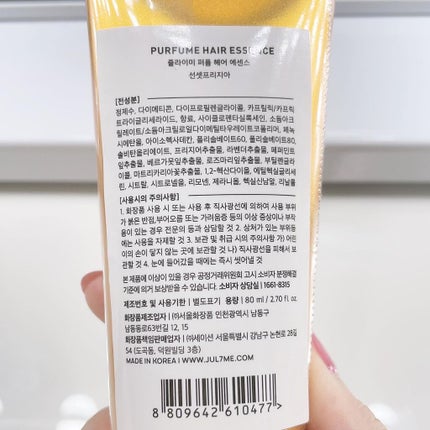 PURFUME HAIR ESSENCE
플라이미 퍼퓸 헤어 에센스
선셋프리지아
[전성분]
정제수, 다이메티콘, 다이프로필렌글라이콜, 카프릴릭/카프릭
트라이글리세라이드, 향료, 사이클로펜타실록세인, 소듐아크
릴레이트/소듐아크릴로일다이메틸타우레이트코폴리머, 페녹
시에탄올, 아이소헥사데칸, 폴리솔베이트60, 폴리솔베이트80,
솔비탄올리에이트, 프리지어추출물, 라벤더추출물, 페퍼민트
잎추출물, 베르가못잎추출물, 로즈마리잎추출물, 부틸렌글라
이콜, 마트리카리아꽃추출물, 1,2-헥산다이올, 에틸헥실글리세
린, 시트랄, 시트로넬올, 리모넨, 제라니올, 헥실신남알, 리날룰
[사용시의 주의사항]
1. 화장품 사용 시 또는 사용 후 직사광선에 의하여 사용 부위
가 붉은 반점, 부어오름 또는 가려움증 등의 이상 증상이나 부작
용이 있는 경우 전문의 등과 상담할 것 2. 상처가 있는 부위등
에는 사용을 자제할 것 3. 보관 및 취급 시의 주의사항 가) 어린
이의 손이 닿지 않는 곳에 보관할 것 나) 직사광선을 피해서 보
관할 것 4. 눈에 들어갔을 때에는 즉시 씻어낼 것
본 제품에 이상이 있을 경우 공정거래위원회 고시 소비자 분쟁해결
기준에 의거 보상받을 수 있습니다. 소비자 상담실 | 1661-8315
제조번호 및 사용기한 | 별도표기 용량 | 80 ml / 2.70 fl. oz.
화장품제조업자 | ㈜서울화장품 인천광역시 남동구
남동동로63번길 12, 15
화장품책임판매업자 | ㈜세이션 서울특별시 강남구 논현로 28길
54 (도곡동, 덕원빌딩 3층)
MADE IN KOREA | WWW.JUL7ME.COM
8 809642 610477 >